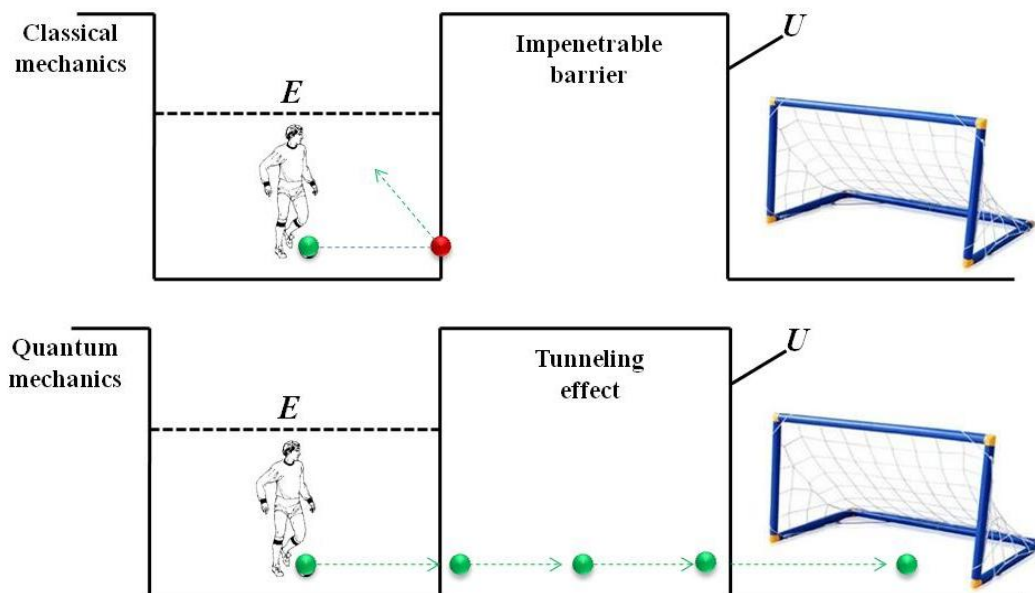 Classical
mechanics
E
Impenetrable
barrier
U
Quantum
mechanics
E
Tunneling
effect
U